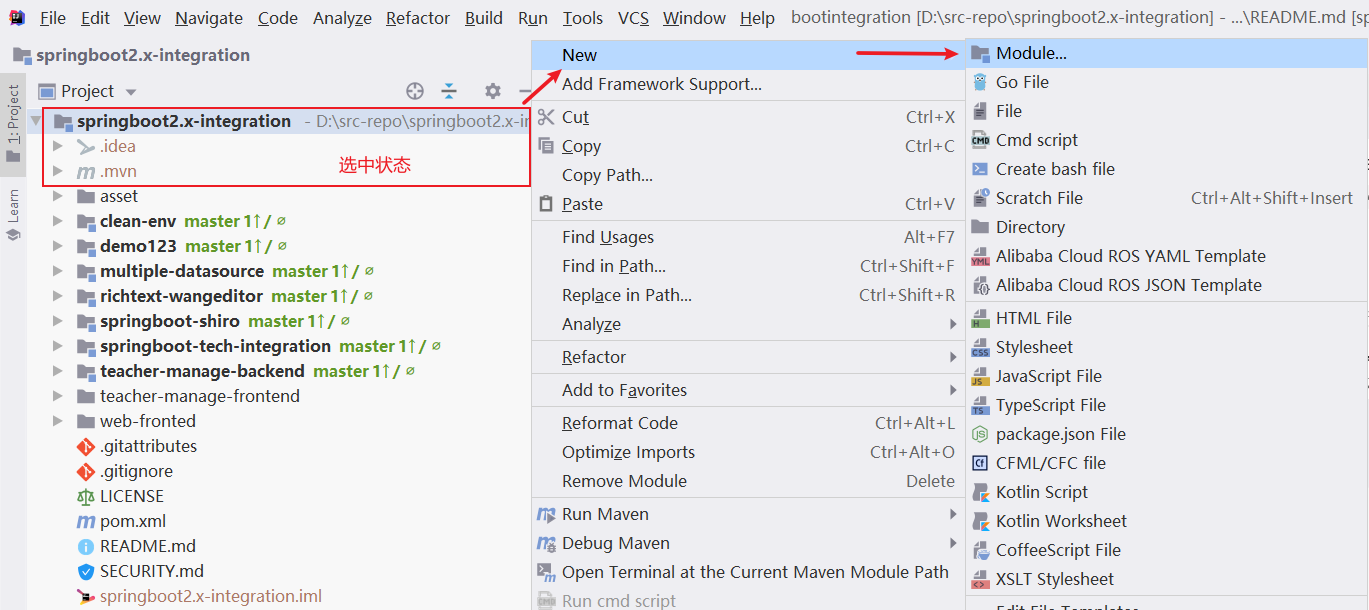 File Edit View Navigate Code Analyze Refactor Build Run Tools VCS Window Help bootintegration [D:\src-repo\springboot2.x-integration] - ...\README.md [sp
springboot2.x-integration
1: Project
Learn
Project
springboot2.x-integration - D:\src-repo\springboot2.x-in
.idea
.mvn
选中状态
asset
clean-env master 1↑/ ∅
demo123 master 1↑/ ∅
multiple-datasource master 1↑/ ∅
richtext-wangeditor master 1↑/ ∅
springboot-shiro master 1↑/ ∅
springboot-tech-integration master 1↑/ ∅
teacher-manage-backend master 1↑/ ∅
teacher-manage-frontend
web-fronted
.gitattributes
.gitignore
LICENSE
pom.xml
README.md
SECURITY.md
springboot2.x-integration.iml
New
Add Framework Support...
Cut Ctrl+X
Copy Ctrl+C
Copy Path...
Paste Ctrl+V
Find Usages Alt+F7
Find in Path... Ctrl+Shift+F
Replace in Path... Ctrl+Shift+R
Analyze
Refactor
Add to Favorites
Reformat Code Ctrl+Alt+L
Optimize Imports Ctrl+Alt+O
Remove Module Delete
Run Maven
Debug Maven
Open Terminal at the Current Maven Module Path
Run cmd script
Module...
Go File
File
Cmd script
Create bash file
Scratch File Ctrl+Alt+Shift+Insert
Directory
Alibaba Cloud ROS YAML Template
Alibaba Cloud ROS JSON Template
HTML File
Stylesheet
JavaScript File
TypeScript File
package.json File
CFML/CFC file
Kotlin Script
Kotlin Worksheet
CoffeeScript File
XSLT Stylesheet
Edit File Templates